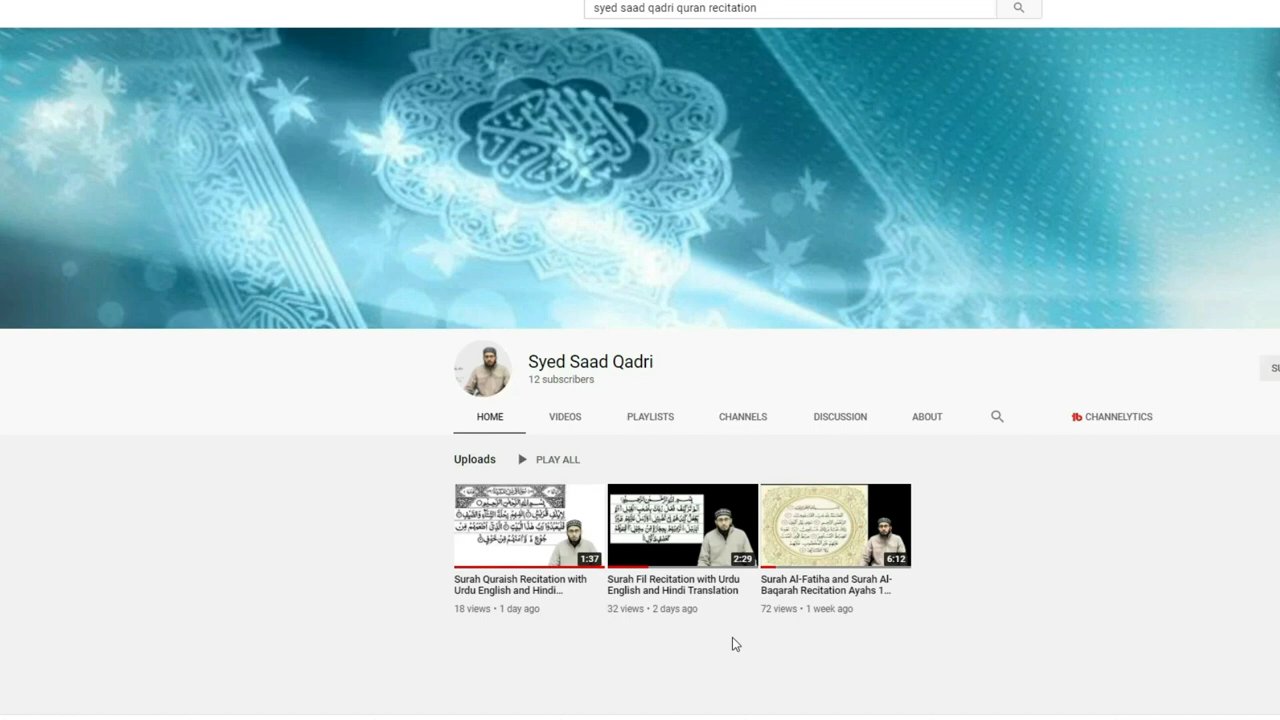 syed saad qadri quran recitation
Syed Saad Qadri
12 subscribers
HOME VIDEOS PLAYLISTS CHANNELS DISCUSSION ABOUT CHANNELYTICS
Uploads PLAY ALL
1:37 2:29 6:12
Surah Quraish Recitation with
Urdu English and Hindi...
18 views • 1 day ago
Surah Fil Recitation with Urdu
English and Hindi Translation
32 views • 2 days ago
Surah Al-Fatiha and Surah Al-
Baqarah Recitation Ayahs 1...
72 views • 1 week ago